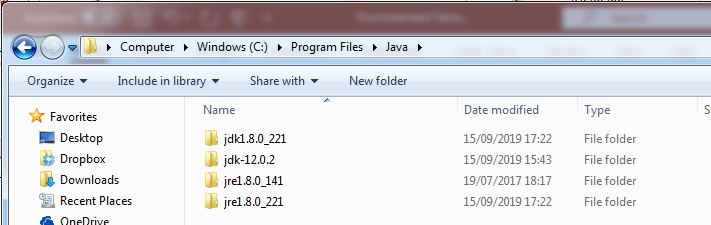 Search
Computer Windows (C:) Program Files Java
Organize Include in library Share with New folder
Name Date modified Type
Favorites
Desktop
Dropbox
Downloads
Recent Places
OneDrive
jdk1.8.0_221 15/09/2019 17:22 File folder
jdk-12.0.2 15/09/2019 15:43 File folder
jre1.8.0_141 19/07/2017 18:17 File folder
jre1.8.0_221 15/09/2019 17:22 File folder